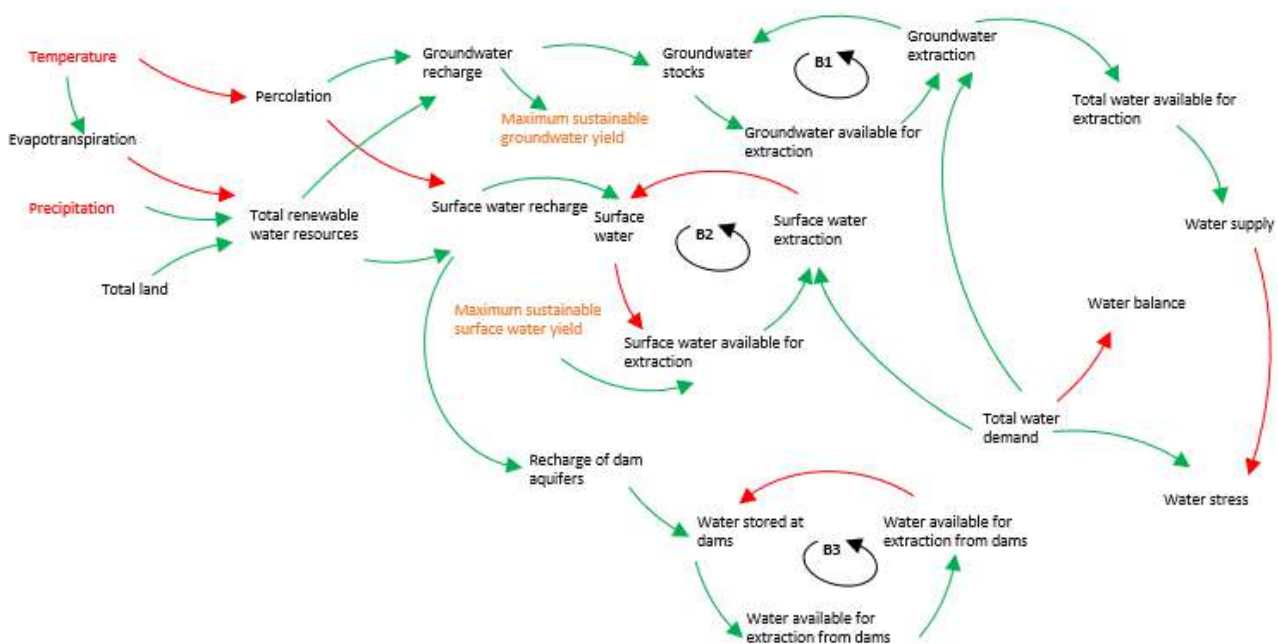 Temperature
Evapotranspiration
Precipitation
Total land
Percolation
Total renewable
water resources
Groundwater
recharge
Maximum sustainable
groundwater yield
Surface water recharge
Maximum sustainable
surface water yield
Groundwater
stocks
B1
Groundwater
extraction
Groundwater available for
extraction
Surface
water
B2
Surface water
extraction
Surface water available for
extraction
Total water available for
extraction
Water supply
Water balance
Total water
demand
Water stress
Recharge of dam
aquifers
Water stored at
dams
B3
Water available for
extraction from dams
Water available for
extraction from dams